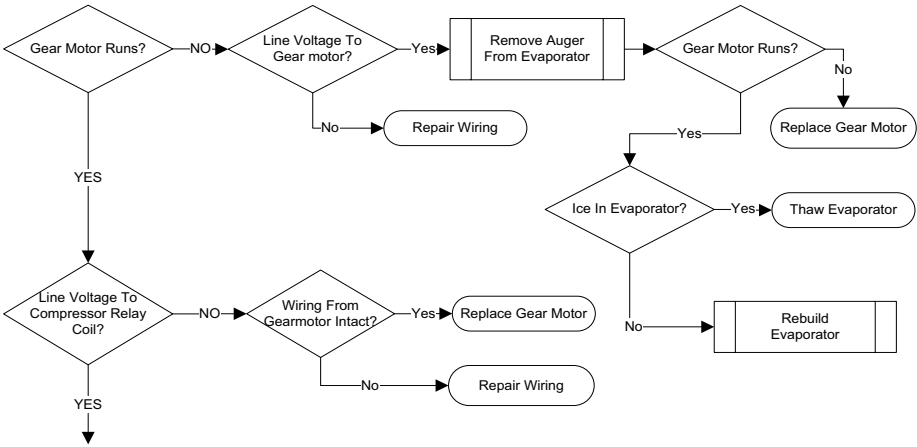 Gear Motor Runs?
NO
Line Voltage To
Gear motor?
Yes
Remove Auger
From Evaporator
Gear Motor Runs?
No
Replace Gear Motor
No
Repair Wiring
Yes
YES
Ice In Evaporator?
Yes
Thaw Evaporator
No
Rebuild
Evaporator
Line Voltage To
Compressor Relay
Coil?
NO
Wiring From
Gearmotor Intact?
Yes
Replace Gear Motor
No
Repair Wiring
YES